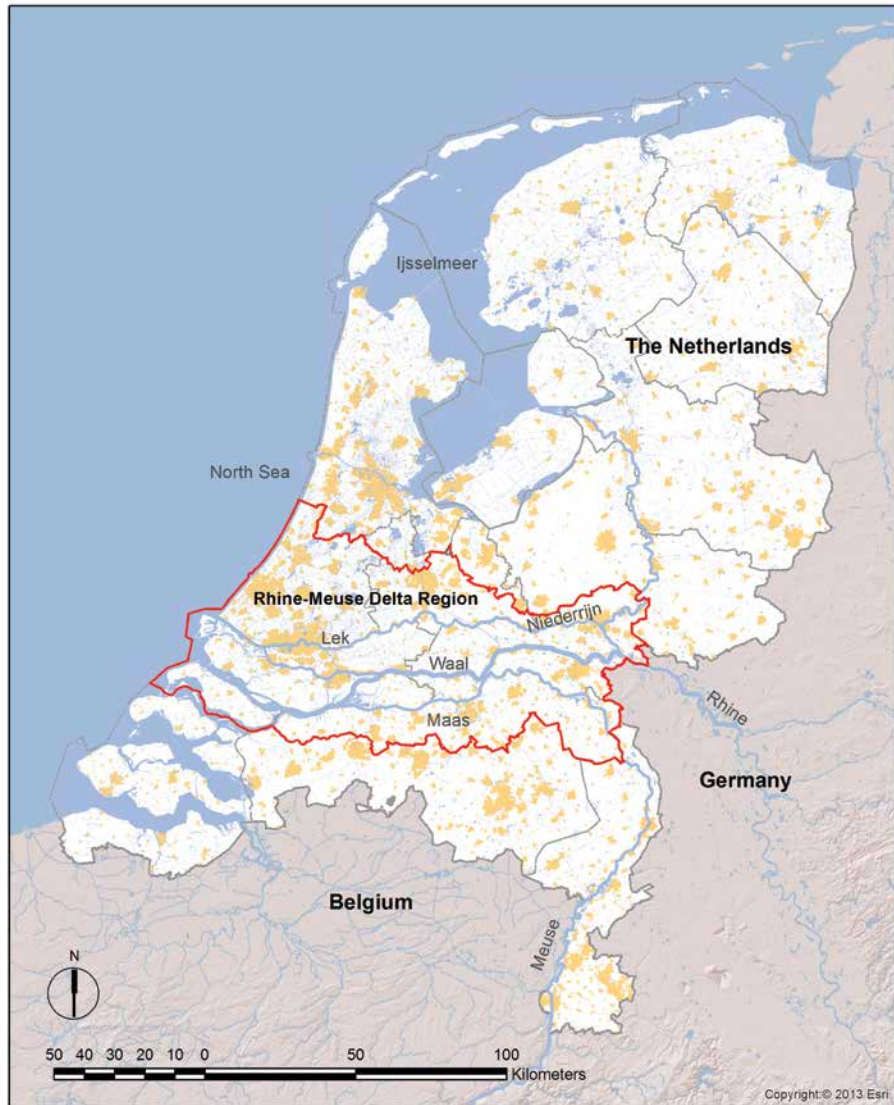 Ijsselmeer
The Netherlands
North Sea
Rhine-Meuse Delta Region
Niederrijn
Lek
Waal
Rhine
Maas
Germany
Belgium
Meuse
N
50 40 30 20 10 0 50 100
Kilometers
Copyright:© 2013 Esri